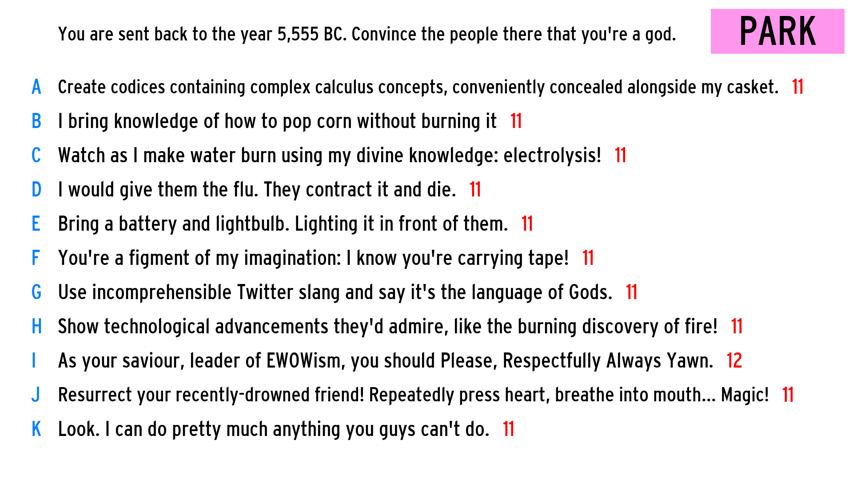 You are sent back to the year 5,555 BC. Convince the people there that you're a god.
PARK
A Create codices containing complex calculus concepts, conveniently concealed alongside my casket. 11
B I bring knowledge of how to pop corn without burning it 11
C Watch as I make water burn using my divine knowledge: electrolysis! 11
D I would give them the flu. They contract it and die. 11
E Bring a battery and lightbulb. Lighting it in front of them. 11
F You're a figment of my imagination: I know you're carrying tape! 11
G Use incomprehensible Twitter slang and say it's the language of Gods. 11
H Show technological advancements they'd admire, like the burning discovery of fire! 11
I As your saviour, leader of EWOWism, you should Please, Respectfully Always Yawn. 12
J Resurrect your recently-drowned friend! Repeatedly press heart, breathe into mouth... Magic! 11
K Look. I can do pretty much anything you guys can't do. 11